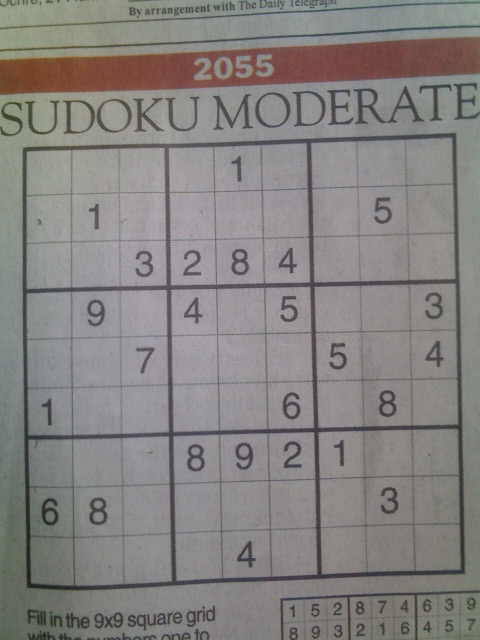 By arrangement with The Daily Telegraph
2055
SUDOKU MODERATE
1
1 5
3 2 8 4
9 4 5 3
7 5 4
1 6 8
8 9 2 1
6 8 3
4
Fill in the 9x9 square grid
with the numbers one to
1 5 2 8 7 4 6 3 9
8 9 3 2 1 6 4 5 7